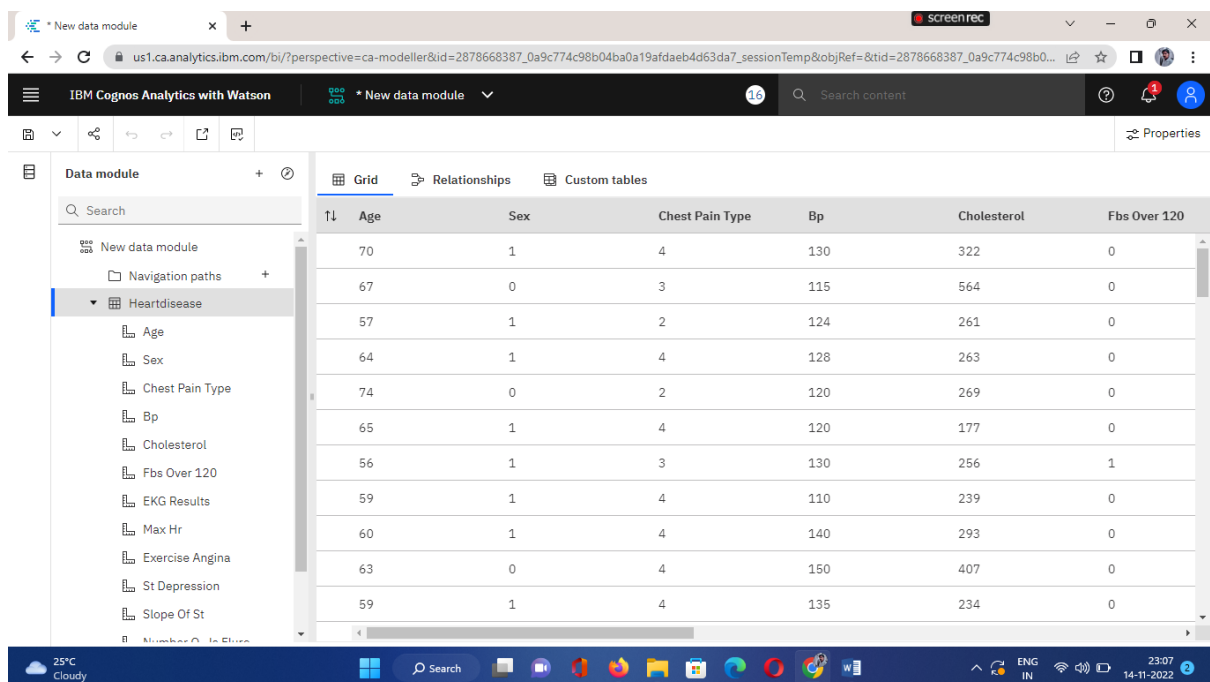 * New data module
screenrec
us1.ca.analytics.ibm.com/bi/?perspective=ca-modeller&id=2878668387_0a9c774c98b04ba0a19afdaeb4d63da7_sessionTemp&objRef=&tid=2878668387_0a9c774c98b0...
IBM Cognos Analytics with Watson * New data module 16 Search content 1
Properties
Data module
Grid Relationships Custom tables
Search
Age Sex Chest Pain Type Bp Cholesterol Fbs Over 120
New data module
70 1 4 130 322 0
Navigation paths
67 0 3 115 564 0
Heartdisease
57 1 2 124 261 0
Age
64 1 4 128 263 0
Sex
74 0 2 120 269 0
Chest Pain Type
65 1 4 120 177 0
Bp
56 1 3 130 256 1
Cholesterol
59 1 4 110 239 0
Fbs Over 120
60 1 4 140 293 0
EKG Results
63 0 4 150 407 0
Max Hr
59 1 4 135 234 0
Exercise Angina
St Depression
Slope Of St
25°C
Cloudy
Search
ENG
IN
23:07
14-11-2022
2